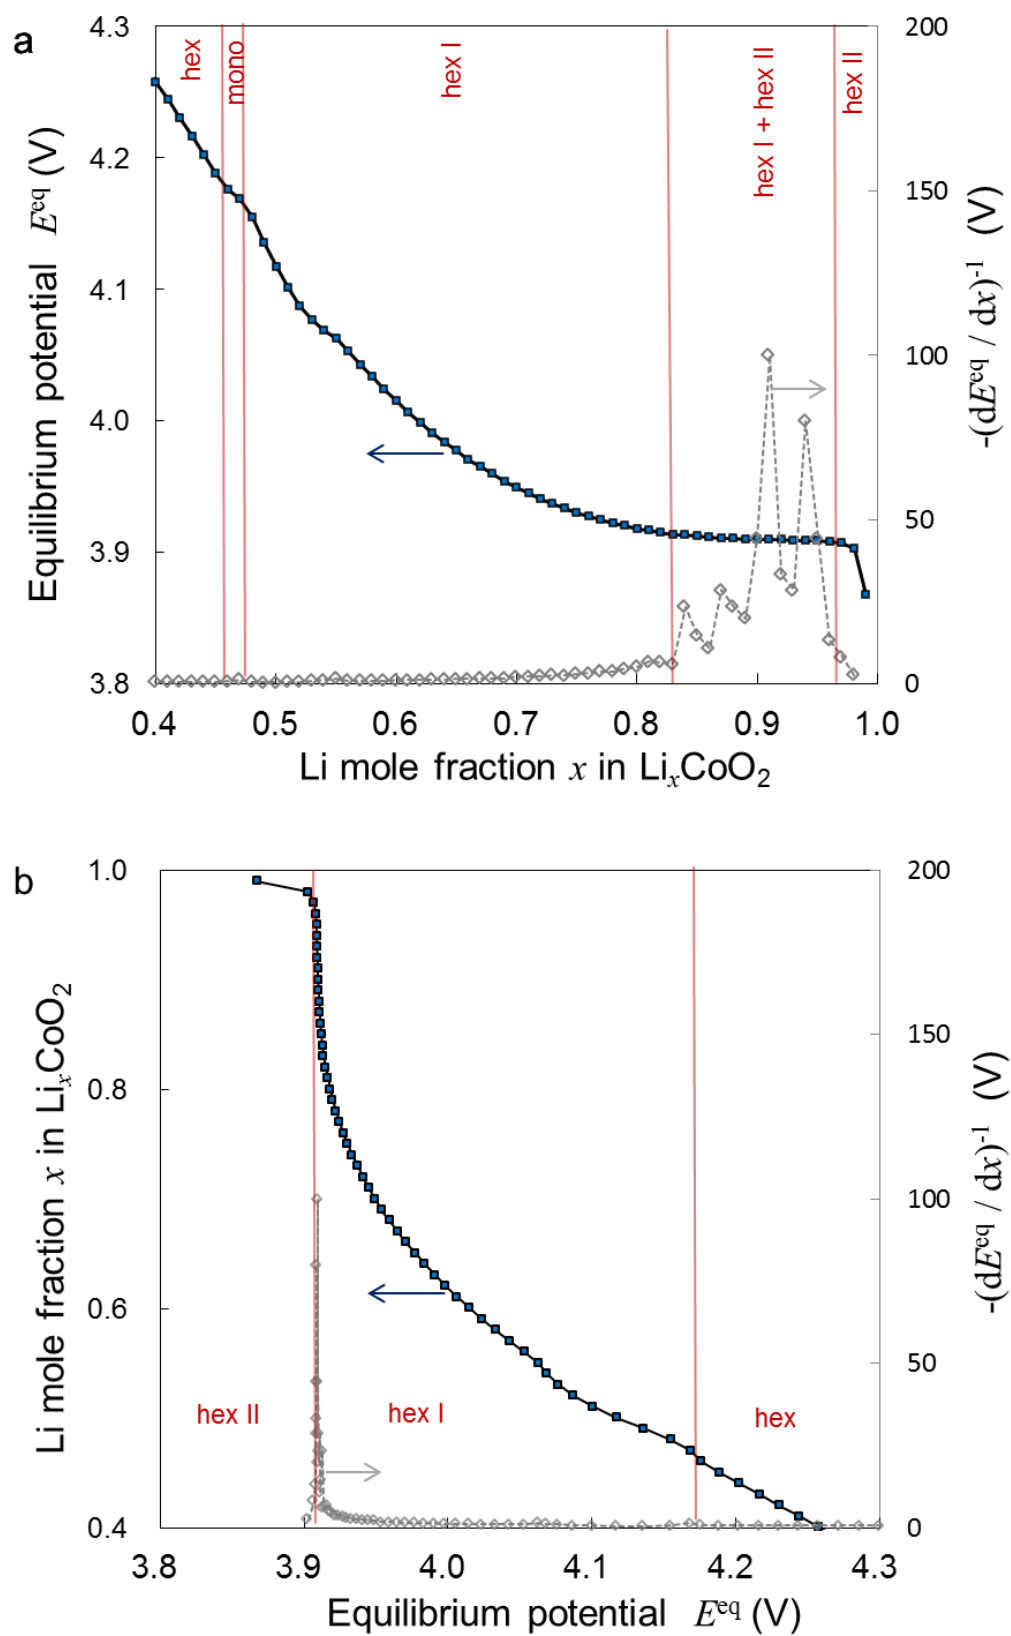 a
4.3
4.2
4.1
4.0
3.9
3.8
Equilibrium potential E^eq (V)
hex
mono
hex I
hex I + hex II
hex II
200
150
100
50
0
-(dE^eq / dx)^-1 (V)
0.4 0.5 0.6 0.7 0.8 0.9 1.0
Li mole fraction x in Li_xCoO_2
b
1.0
0.8
0.6
0.4
Li mole fraction x in Li_xCoO_2
hex II
hex I
hex
200
150
100
50
0
-(dE^eq / dx)^-1 (V)
3.8 3.9 4.0 4.1 4.2 4.3
Equilibrium potential E^eq (V)